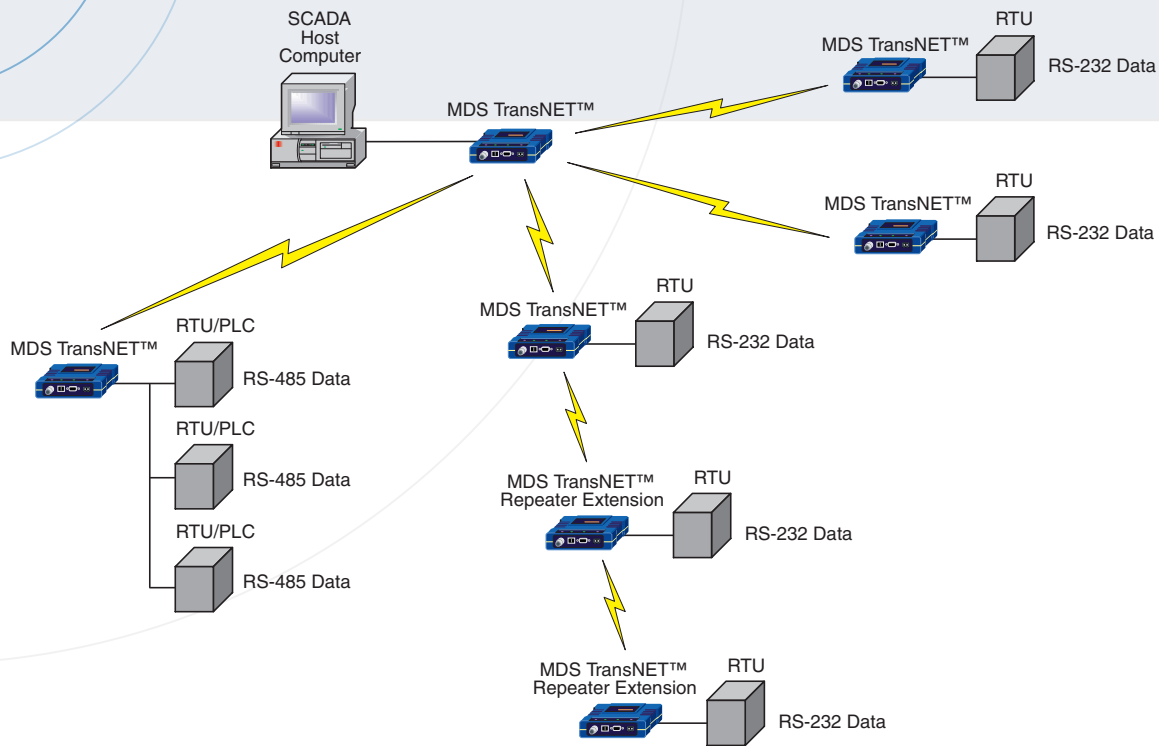 SCADA
Host
Computer
MDS TransNET™
RTU
MDS TransNET™
RS-232 Data
RTU
MDS TransNET™
RS-232 Data
RTU
MDS TransNET™
RS-232 Data
RTU/PLC
MDS TransNET™
RS-485 Data
RTU/PLC
RS-485 Data
RTU/PLC
RS-485 Data
MDS TransNET™
Repeater Extension
RTU
RS-232 Data
MDS TransNET™
Repeater Extension
RTU
RS-232 Data